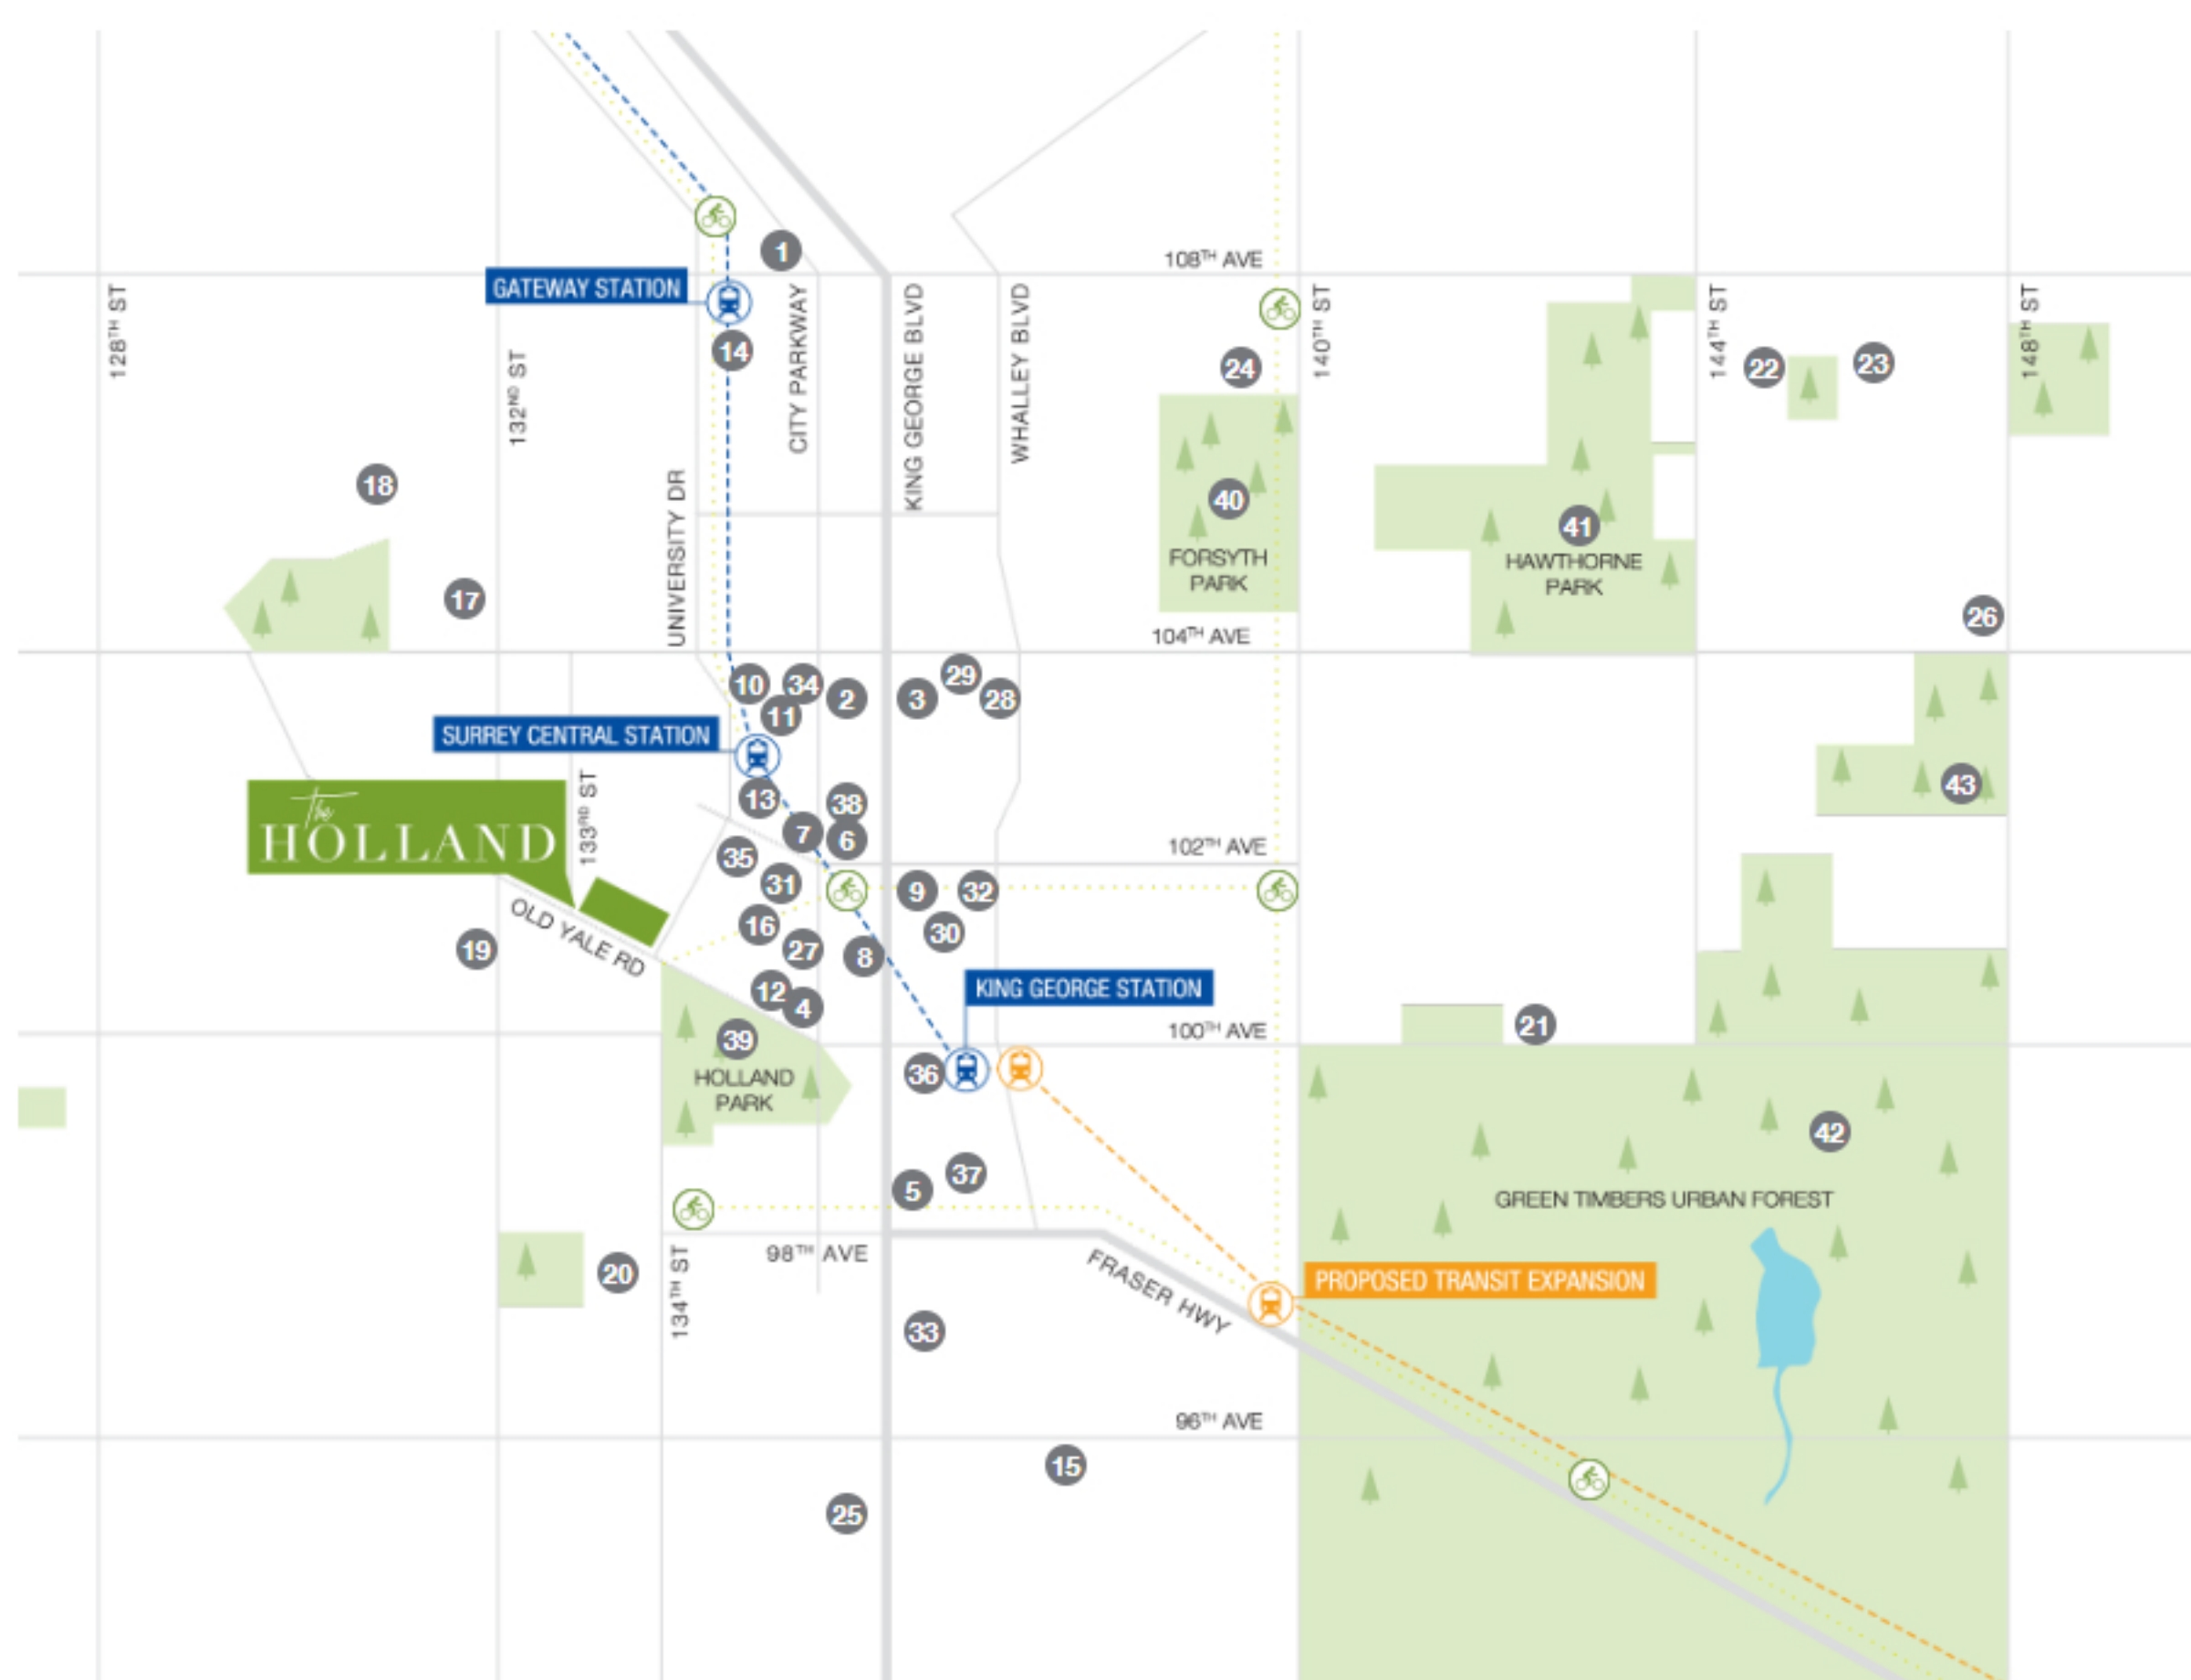 1
108TH AVE
GATEWAY STATION
128TH ST
132ND ST
14
CITY PARKWAY
KING GEORGE BLVD
WHALLEY BLVD
24
140TH ST
144TH ST
22
23
148TH ST
18
UNIVERSITY DR
40
FORSYTH
PARK
41
HAWTHORNE
PARK
17
26
104TH AVE
10
34
2
11
3
29
28
SURREY CENTRAL STATION
43
13
38
7
6
The
HOLLAND
133RD ST
35
102TH AVE
31
9
32
OLD YALE RD
16
30
19
27
8
12
4
KING GEORGE STATION
39
HOLLAND
PARK
100TH AVE
21
36
42
37
5
GREEN TIMBERS URBAN FOREST
20
134TH ST
98TH AVE
FRASER HWY
PROPOSED TRANSIT EXPANSION
33
96TH AVE
15
25